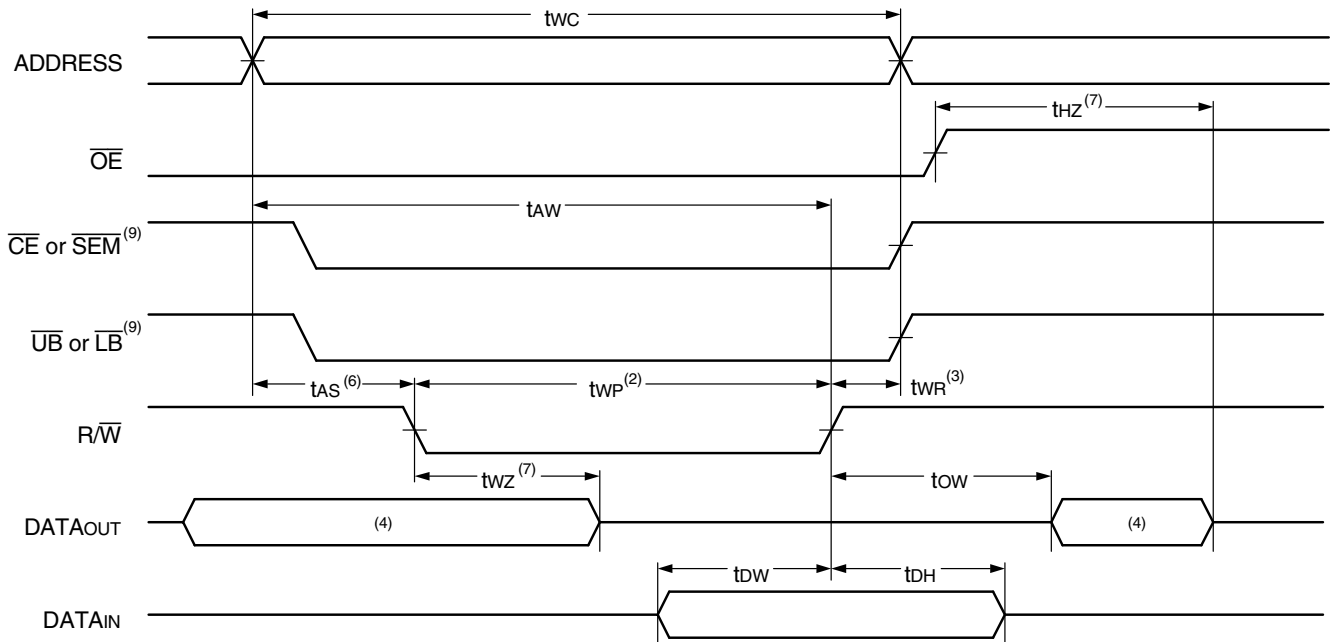 tWC
ADDRESS
tHZ(7)
OE
tAW
CE or SEM(9)
UB or LB(9)
tAS(6)
tWP(2)
tWR(3)
R/W
tWZ(7)
tOW
DATAOUT
(4)
(4)
tDW
tDH
DATAIN